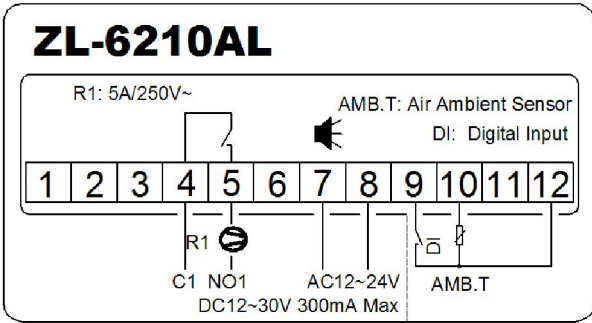 ZL-6210AL
R1: 5A/250V~
AMB.T: Air Ambient Sensor
DI: Digital Input
1 2 3 4 5 6 7 8 9 10 11 12
R1
DI
C1 NO1 AC12~24V AMB.T
DC12~30V 300mA Max